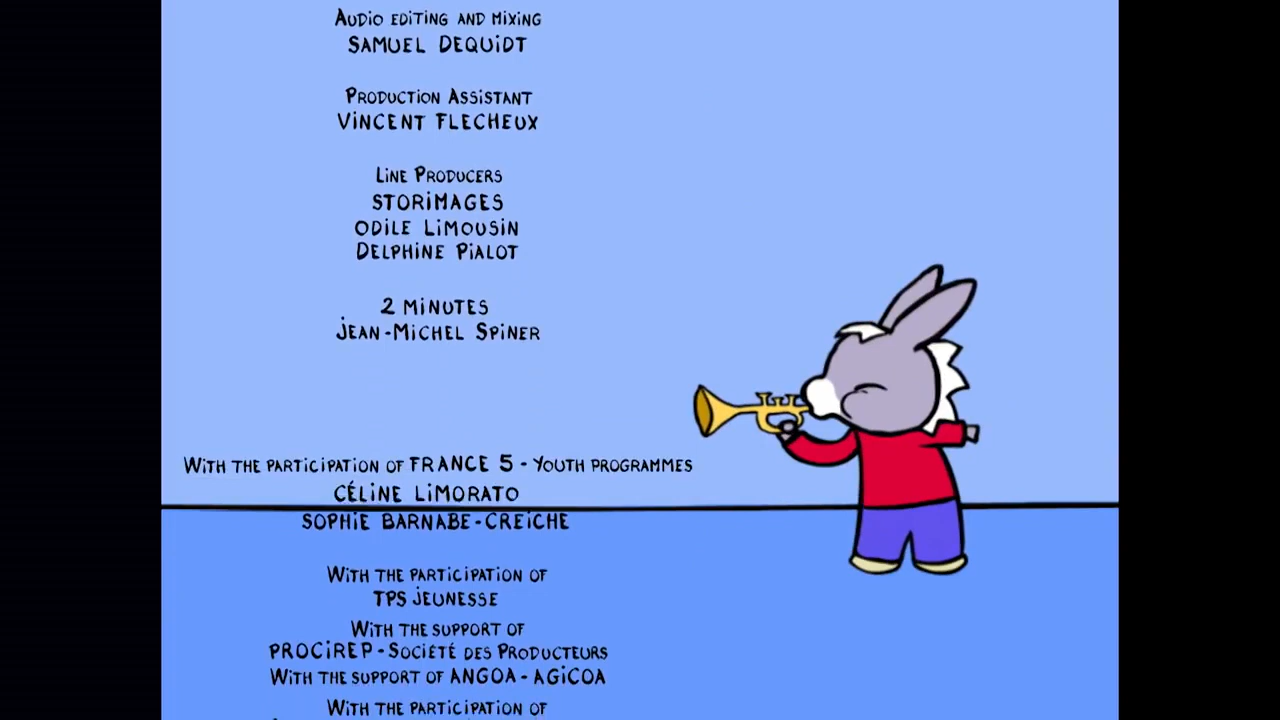 Audio editing and mixing
SAMUEL DEQUIDT
Production Assistant
VINCENT FLECHEUX
Line Producers
STORIMAGES
ODILE LIMOUSIN
DELPHINE PIALOT
2 MINUTES
JEAN-MICHEL SPINER
With the participation of FRANCE 5 - Youth programmes
CÉLINE LIMORATO
SOPHIE BARNABE-CREICHE
With the participation of
TPS JEUNESSE
With the support of
PROCIREP - Société des Producteurs
With the support of ANGOA - AGICOA
With the participation of